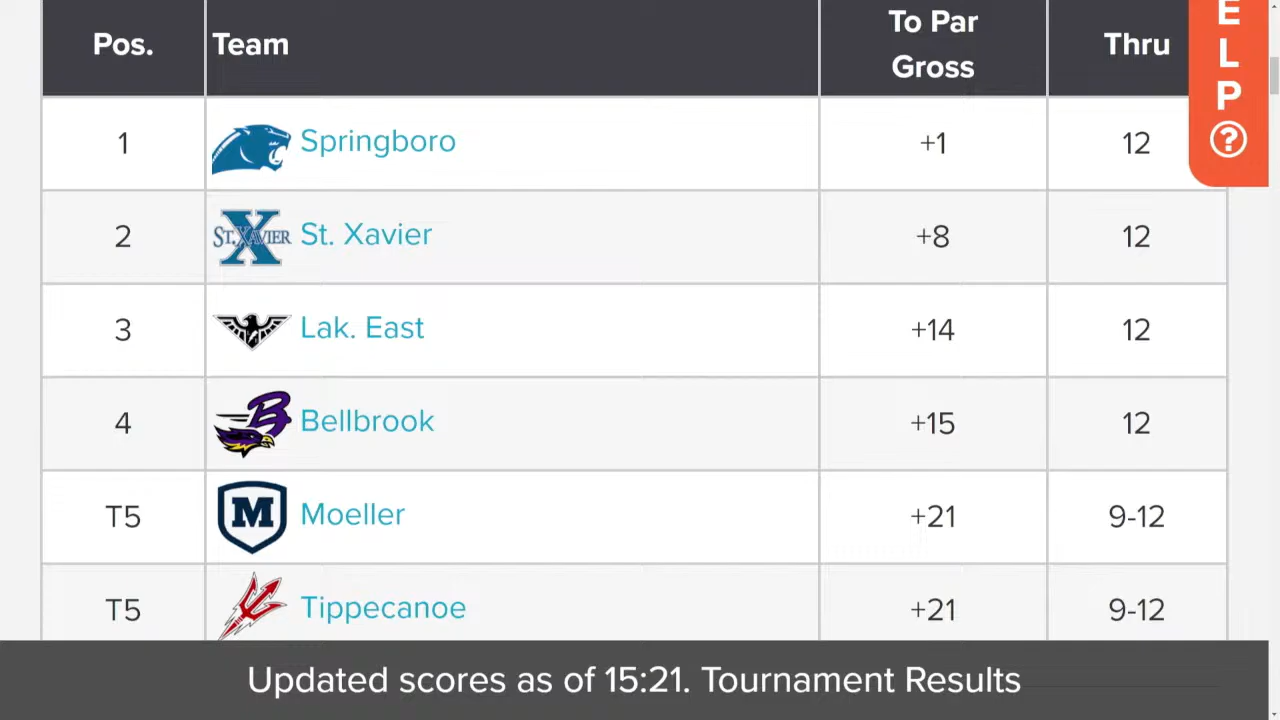 Pos.
Team
To Par
Gross
Thru
E
L
P
?
1
Springboro
+1
12
2
ST. XAVIER
X
St. Xavier
+8
12
3
Lak. East
+14
12
4
B
Bellbrook
+15
12
T5
M
Moeller
+21
9-12
T5
Tippecanoe
+21
9-12
Updated scores as of 15:21. Tournament Results